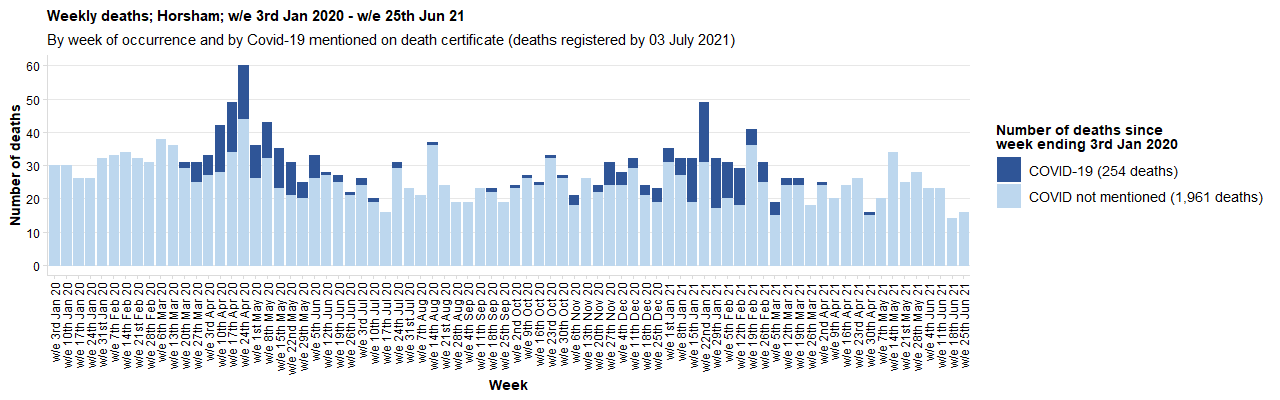 Weekly deaths; Horsham; w/e 3rd Jan 2020 - w/e 25th Jun 21
By week of occurrence and by Covid-19 mentioned on death certificate (deaths registered by 03 July 2021)
Number of deaths
60
50
40
30
20
10
0
w/e 3rd Jan 20
w/e 10th Jan 20
w/e 17th Jan 20
w/e 24th Jan 20
w/e 31st Jan 20
w/e 7th Feb 20
w/e 14th Feb 20
w/e 21st Feb 20
w/e 28th Feb 20
w/e 6th Mar 20
w/e 13th Mar 20
w/e 20th Mar 20
w/e 27th Mar 20
w/e 3rd Apr 20
w/e 10th Apr 20
w/e 17th Apr 20
w/e 24th Apr 20
w/e 1st May 20
w/e 8th May 20
w/e 15th May 20
w/e 22nd May 20
w/e 29th May 20
w/e 5th Jun 20
w/e 12th Jun 20
w/e 19th Jun 20
w/e 26th Jun 20
w/e 3rd Jul 20
w/e 10th Jul 20
w/e 17th Jul 20
w/e 24th Jul 20
w/e 31st Jul 20
w/e 7th Aug 20
w/e 14th Aug 20
w/e 21st Aug 20
w/e 28th Aug 20
w/e 4th Sep 20
w/e 11th Sep 20
w/e 18th Sep 20
w/e 25th Sep 20
w/e 2nd Oct 20
w/e 9th Oct 20
w/e 16th Oct 20
w/e 23rd Oct 20
w/e 30th Oct 20
w/e 6th Nov 20
w/e 13th Nov 20
w/e 20th Nov 20
w/e 27th Nov 20
w/e 4th Dec 20
w/e 11th Dec 20
w/e 18th Dec 20
w/e 25th Dec 20
w/e 1st Jan 21
w/e 8th Jan 21
w/e 15th Jan 21
w/e 22nd Jan 21
w/e 29th Jan 21
w/e 5th Feb 21
w/e 12th Feb 21
w/e 19th Feb 21
w/e 26th Feb 21
w/e 5th Mar 21
w/e 12th Mar 21
w/e 19th Mar 21
w/e 26th Mar 21
w/e 2nd Apr 21
w/e 9th Apr 21
w/e 16th Apr 21
w/e 23rd Apr 21
w/e 30th Apr 21
w/e 7th May 21
w/e 14th May 21
w/e 21st May 21
w/e 28th May 21
w/e 4th Jun 21
w/e 11th Jun 21
w/e 18th Jun 21
w/e 25th Jun 21
Week
Number of deaths since
week ending 3rd Jan 2020
COVID-19 (254 deaths)
COVID not mentioned (1,961 deaths)